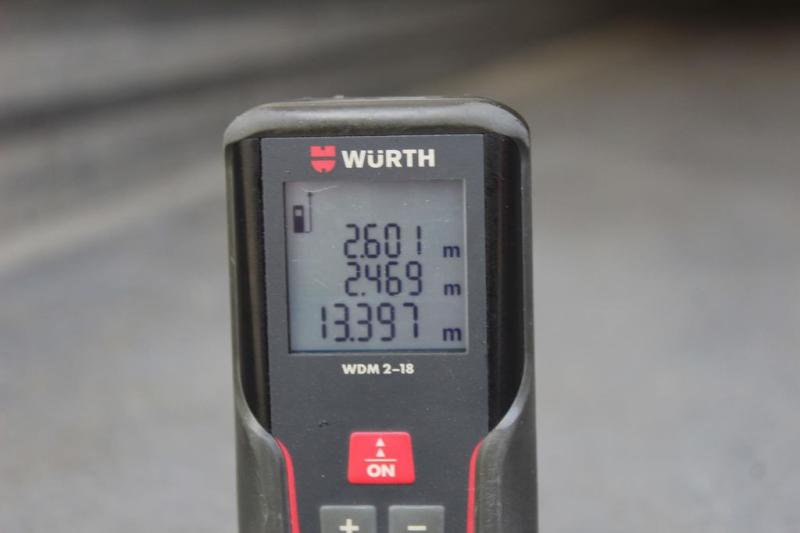 WÜRTH
2.601 m
2.469 m
13.397 m
WDM 2-18
ON
+ −